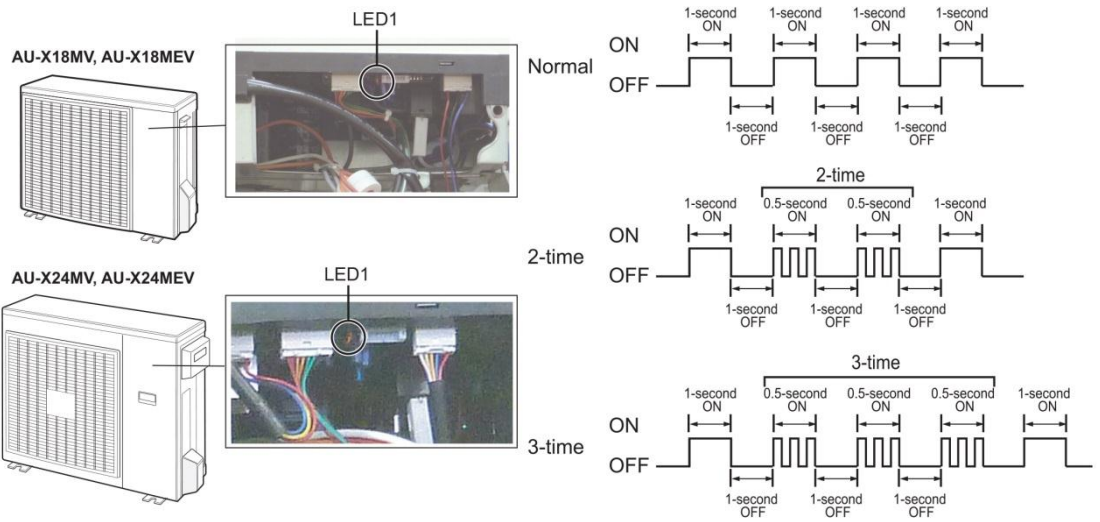 LED1
AU-X18MV, AU-X18MEV
Normal
ON
OFF
1-second ON
1-second ON
1-second ON
1-second ON
1-second OFF
1-second OFF
1-second OFF
2-time
2-time
ON
OFF
1-second ON
0.5-second ON
0.5-second ON
1-second ON
1-second OFF
1-second OFF
1-second OFF
AU-X24MV, AU-X24MEV
LED1
3-time
3-time
ON
OFF
1-second ON
0.5-second ON
0.5-second ON
0.5-second ON
1-second ON
1-second OFF
1-second OFF
1-second OFF